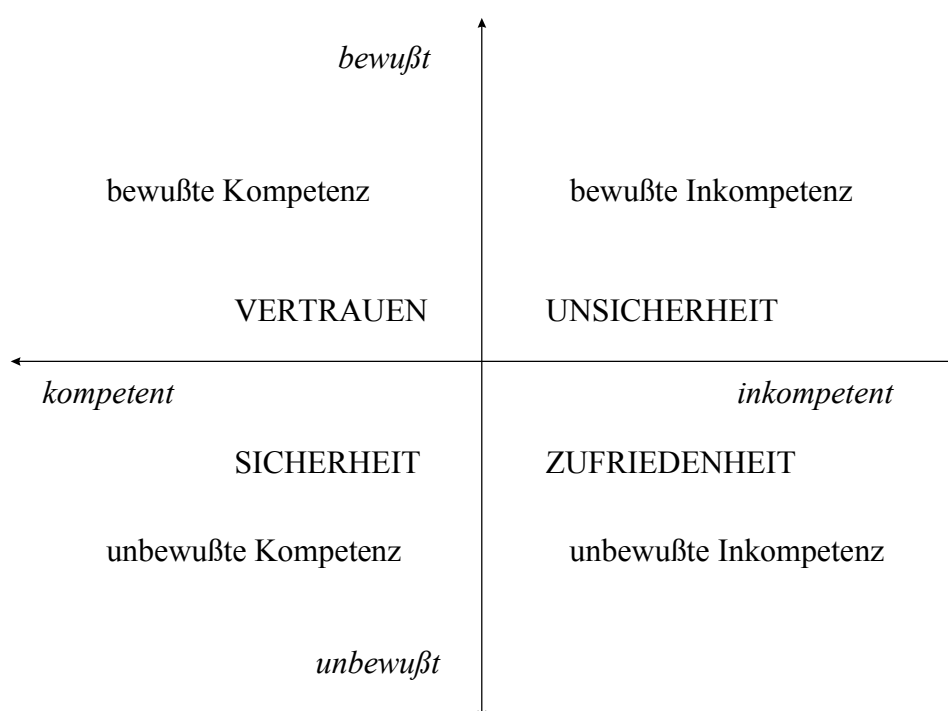 bewußt
bewußte Kompetenz
bewußte Inkompetenz
VERTRAUEN
UNSICHERHEIT
kompetent
inkompetent
SICHERHEIT
ZUFRIEDENHEIT
unbewußte Kompetenz
unbewußte Inkompetenz
unbewußt